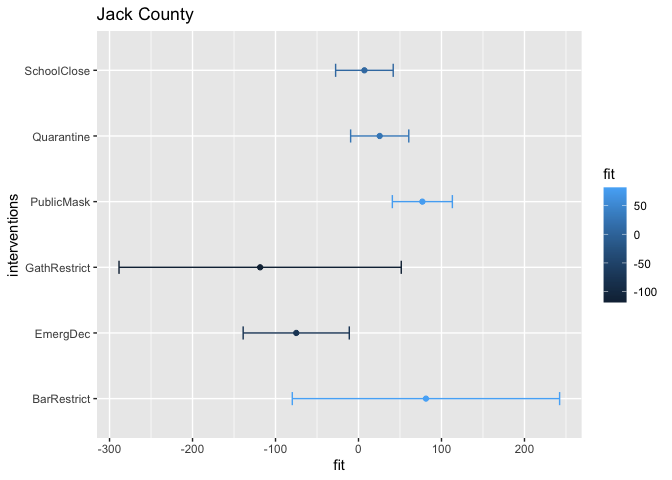 Jack County
interventions
SchoolClose
Quarantine
PublicMask
GathRestrict
EmergDec
BarRestrict
-300 -200 -100 0 100 200
fit
fit
50
0
-50
-100